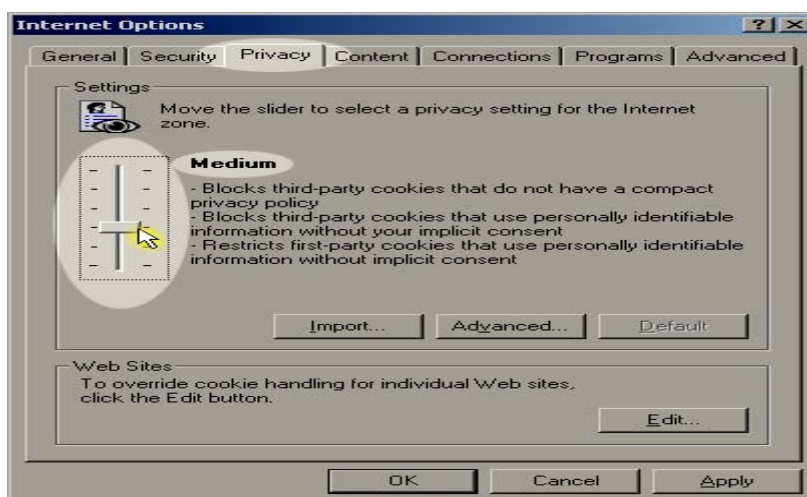 Internet Options
? ×
General Security Privacy Content Connections Programs Advanced
Settings
Move the slider to select a privacy setting for the Internet
zone.
Medium
- Blocks third-party cookies that do not have a compact
privacy policy
- Blocks third-party cookies that use personally identifiable
information without your implicit consent
- Restricts first-party cookies that use personally identifiable
information without implicit consent
Import... Advanced... Default
Web Sites
To override cookie handling for individual Web sites,
click the Edit button.
Edit...
OK Cancel Apply